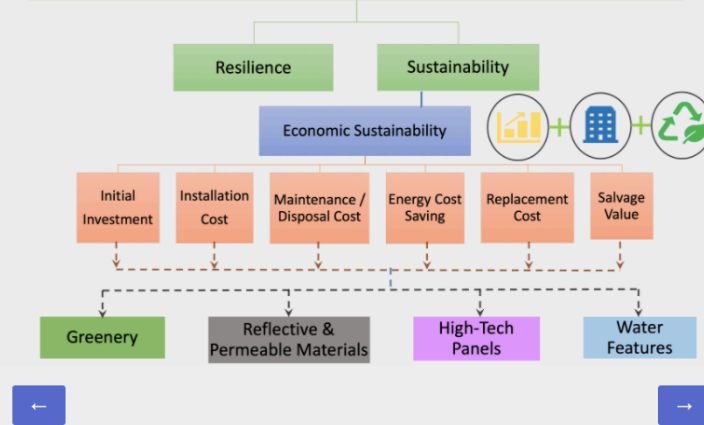 Resilience
Sustainability
Economic Sustainability
Initial
Investment
Installation
Cost
Maintenance /
Disposal Cost
Energy Cost
Saving
Replacement
Cost
Salvage
Value
Greenery
Reflective &
Permeable Materials
High-Tech
Panels
Water
Features
←
→